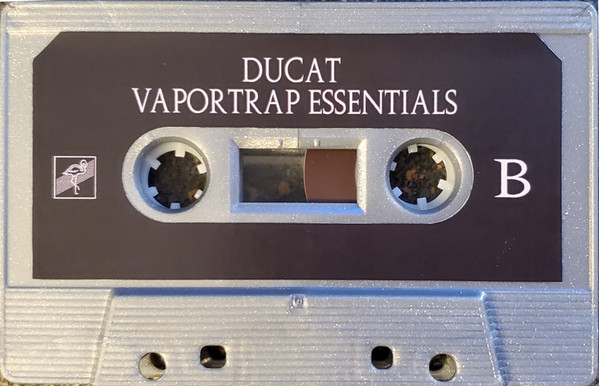 DUCAT
VAPORTRAP ESSENTIALS
B